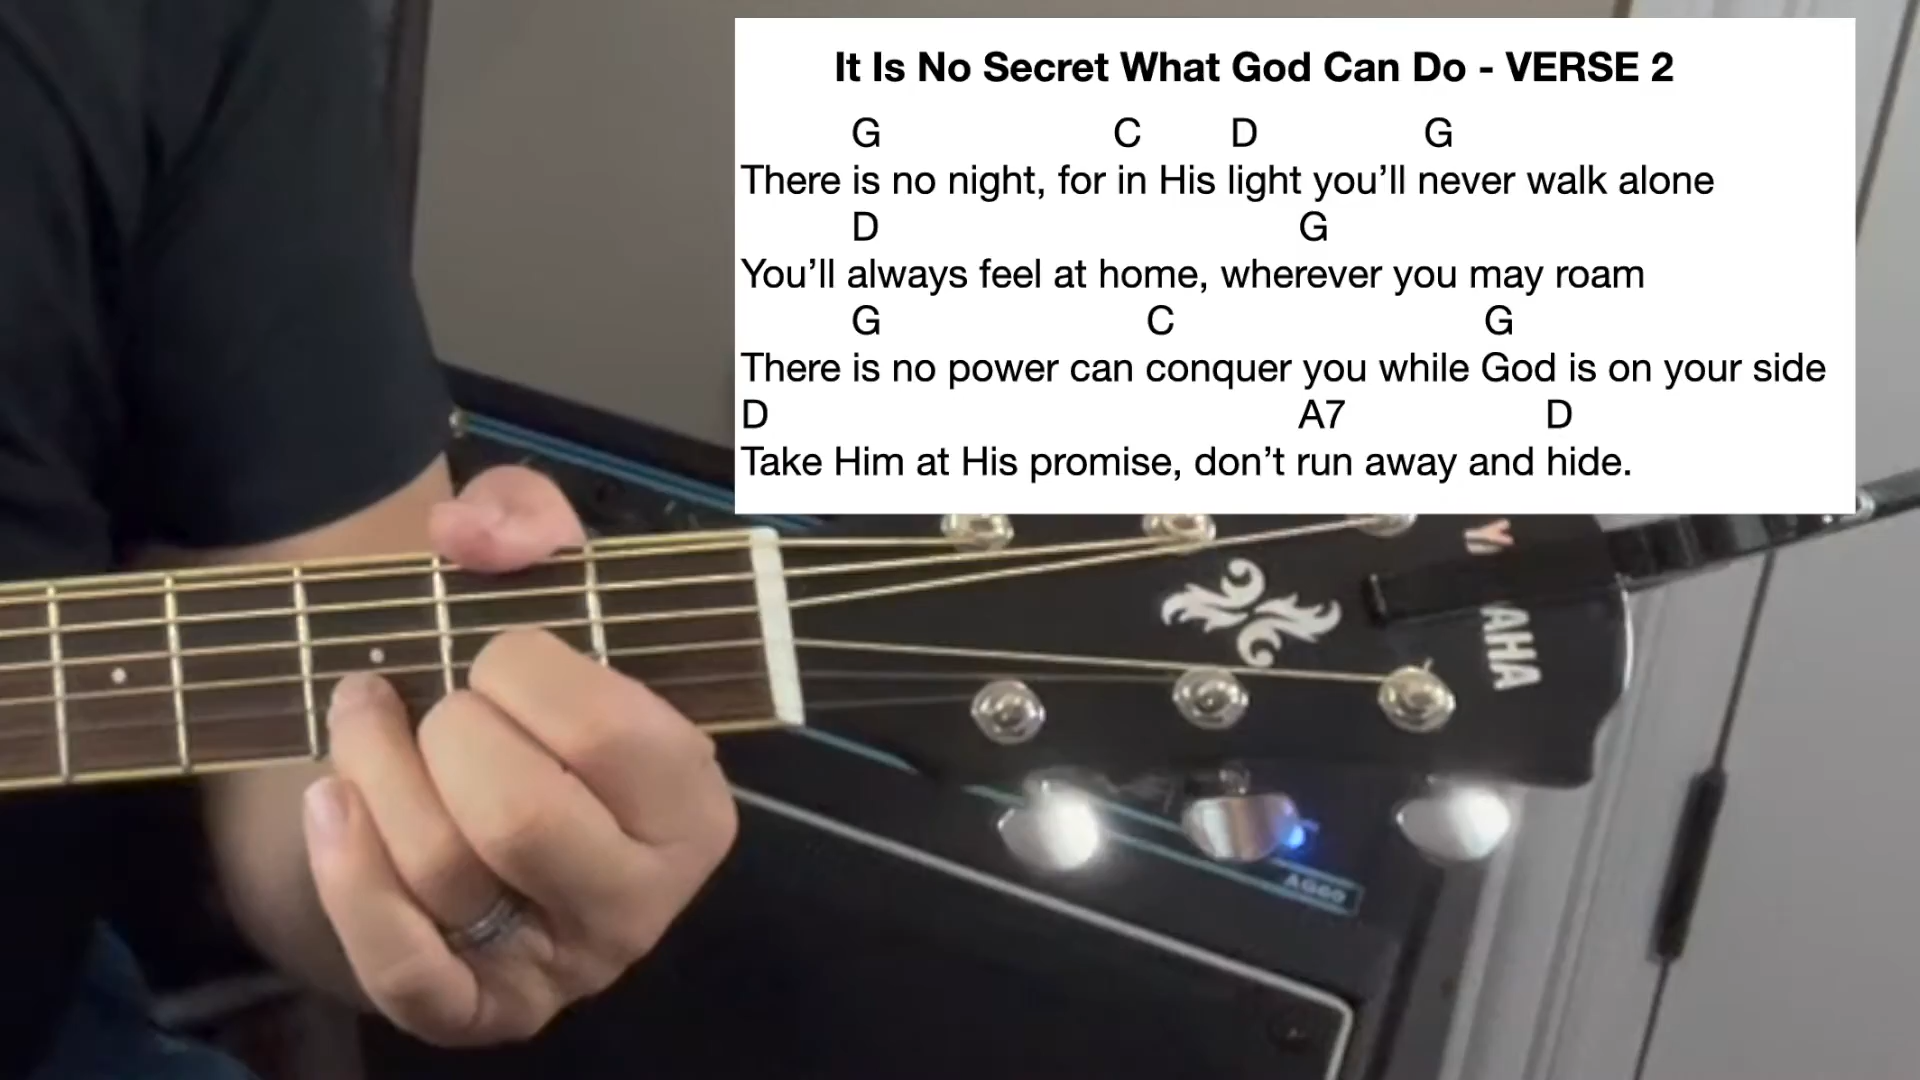 It Is No Secret What God Can Do - VERSE 2
G C D G
There is no night, for in His light you’ll never walk alone
D G
You’ll always feel at home, wherever you may roam
G C G
There is no power can conquer you while God is on your side
D A7 D
Take Him at His promise, don’t run away and hide.
Y AHA
AG60